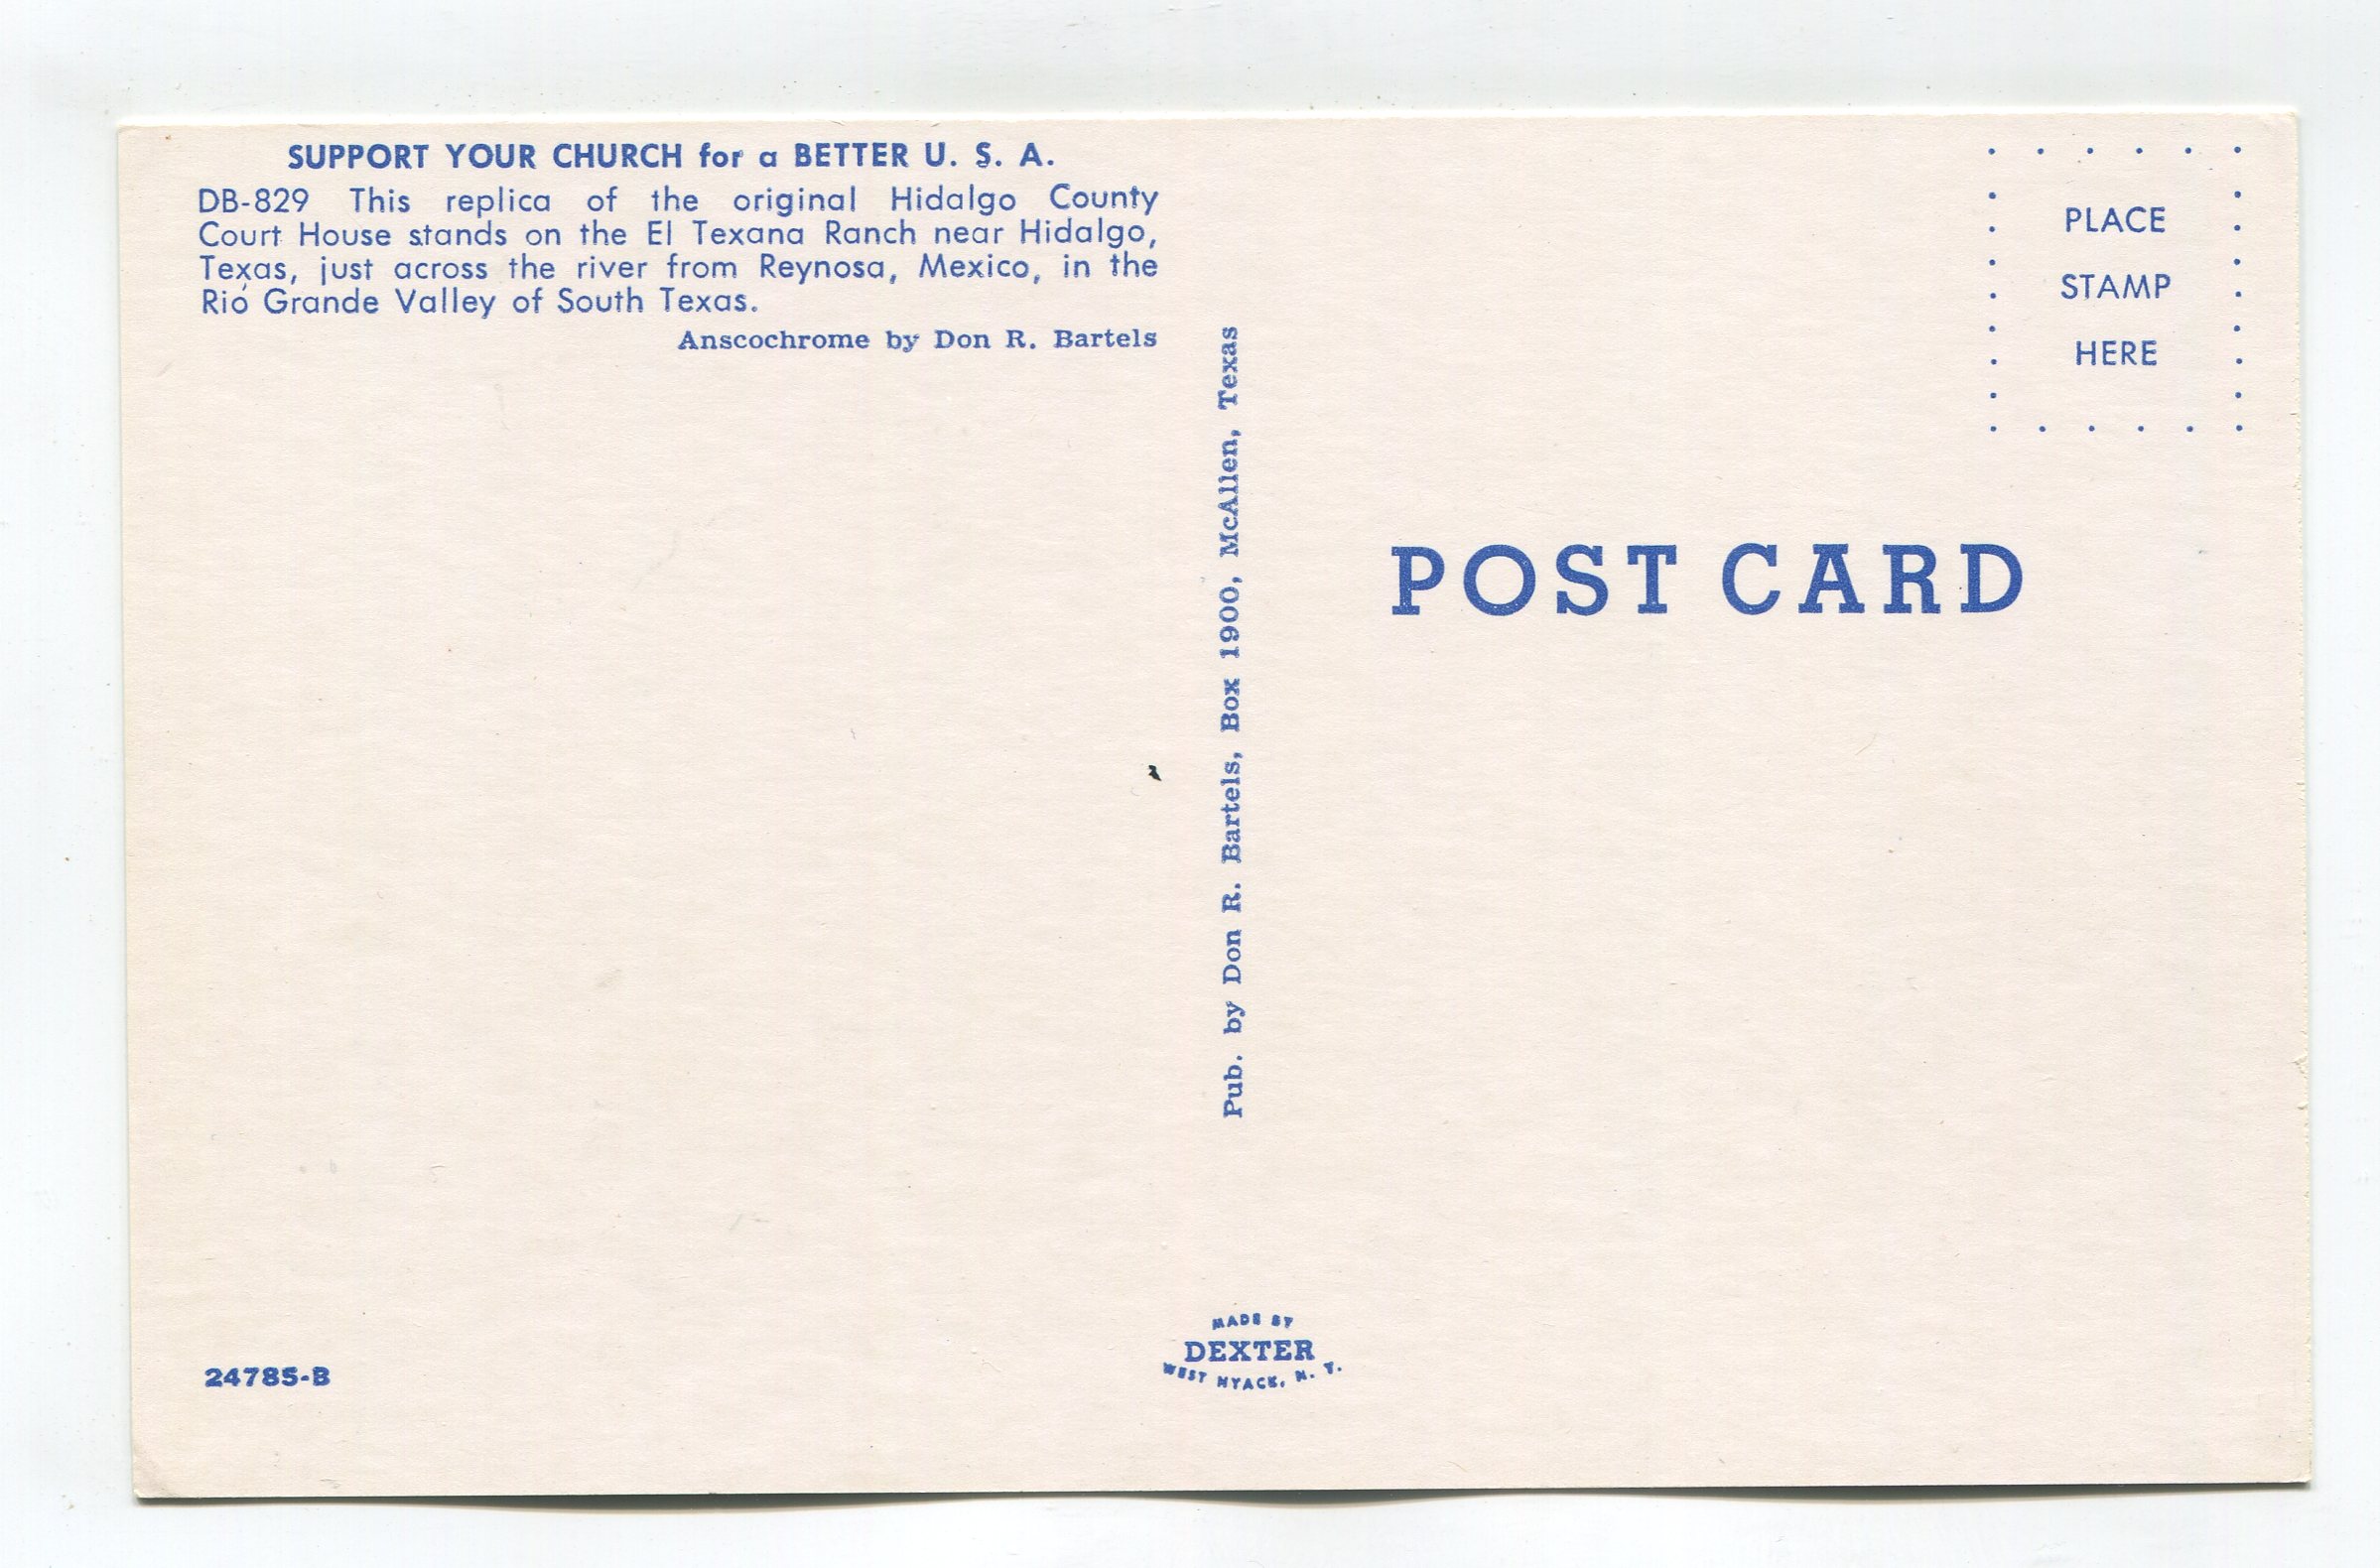 SUPPORT YOUR CHURCH for a BETTER U. S. A.
DB-829 This replica of the original Hidalgo County
Court House stands on the El Texana Ranch near Hidalgo,
Texas, just across the river from Reynosa, Mexico, in the
Rio Grande Valley of South Texas.
Anscochrome by Don R. Bartels
Pub. by Don R. Bartels, Box 1900, McAllen, Texas
PLACE
STAMP
HERE
POST CARD
24785-B
MADE BY
DEXTER
WEST NYACK, N. Y.